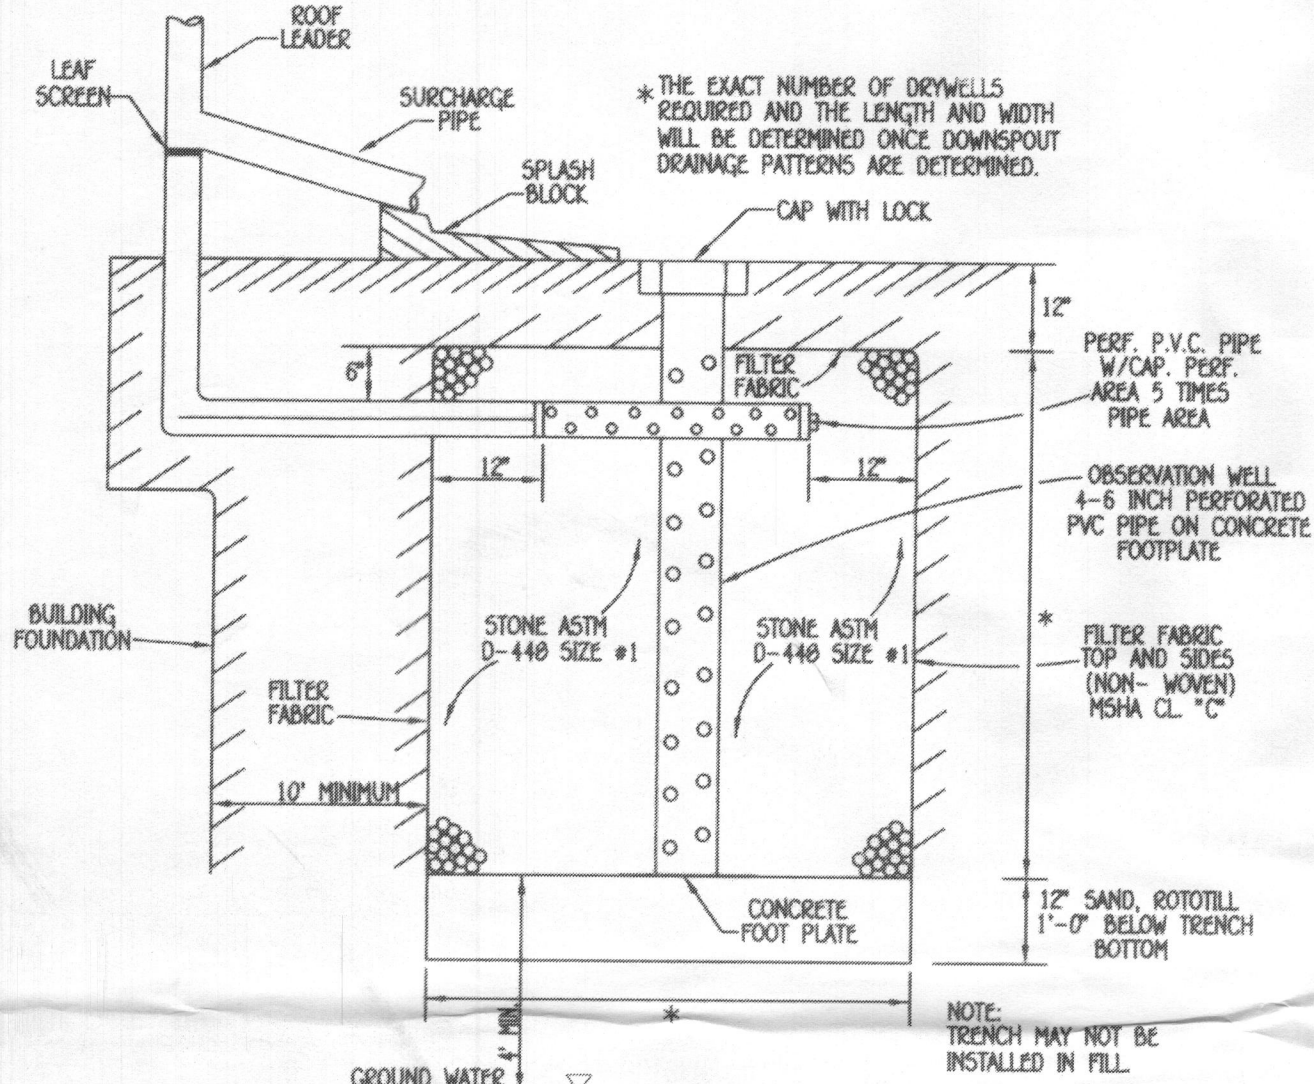 ROOF
LEADER
LEAF
SCREEN
SURCHARGE
PIPE
SPLASH
BLOCK
* THE EXACT NUMBER OF DRYWELLS
REQUIRED AND THE LENGTH AND WIDTH
WILL BE DETERMINED ONCE DOWNSPOUT
DRAINAGE PATTERNS ARE DETERMINED.
CAP WITH LOCK
12"
6"
FILTER
FABRIC
PERF. P.V.C. PIPE
W/CAP. PERF.
AREA 5 TIMES
PIPE AREA
12"
12"
OBSERVATION WELL
4-6 INCH PERFORATED
PVC PIPE ON CONCRETE
FOOTPLATE
BUILDING
FOUNDATION
STONE ASTM
D-448 SIZE #1
STONE ASTM
D-448 SIZE #1
*
FILTER FABRIC
TOP AND SIDES
(NON- WOVEN)
MSHA CL. "C"
FILTER
FABRIC
10' MINIMUM
CONCRETE
FOOT PLATE
12" SAND, ROTOTILL
1'-0" BELOW TRENCH
BOTTOM
*
4' MIN.
NOTE:
TRENCH MAY NOT BE
INSTALLED IN FILL.
GROUND WATER